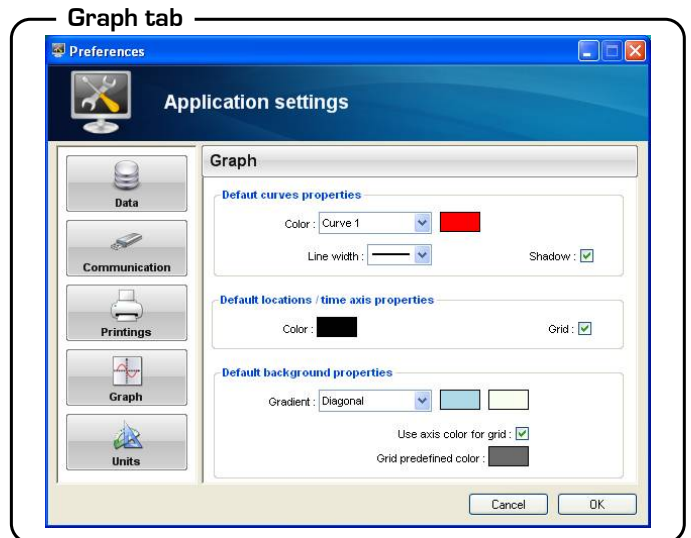 Graph tab
Preferences
Application settings
Data
Communication
Printings
Graph
Units
Graph
Defaut curves properties
Color : Curve 1
Line width :
Shadow :
Default locations / time axis properties
Color :
Grid :
Default background properties
Gradient : Diagonal
Use axis color for grid :
Grid predefined color :
Cancel
OK